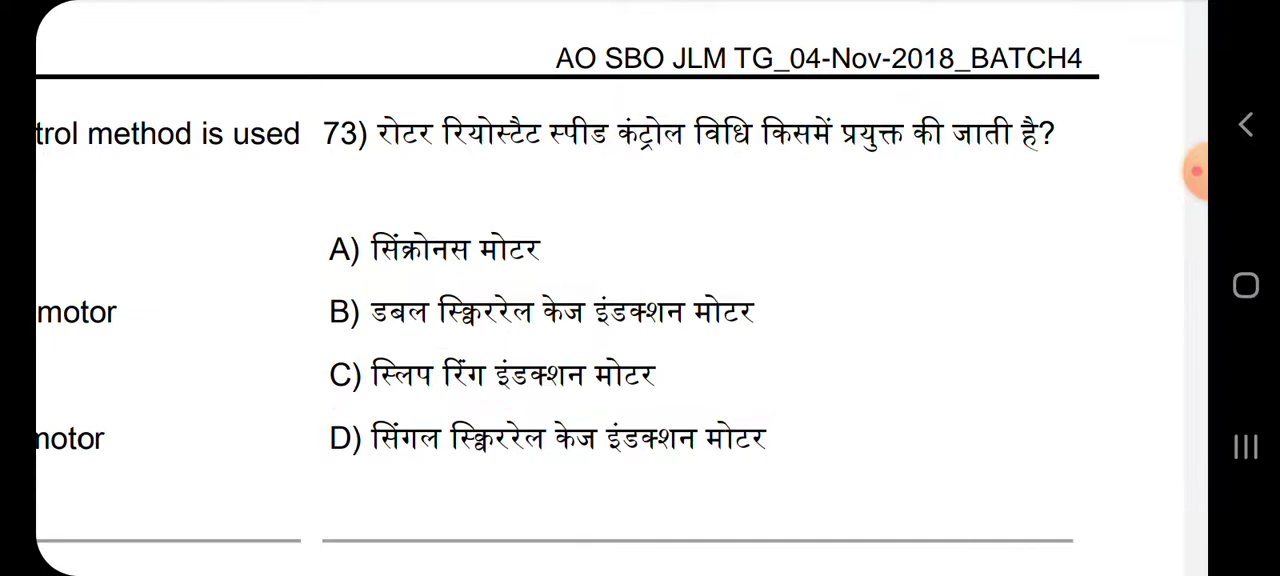 AO SBO JLM TG_04-Nov-2018_BATCH4
trol method is used
73) रोटर रियोस्टैट स्पीड कंट्रोल विधि किसमें प्रयुक्त की जाती है?
A) सिंक्रोनस मोटर
motor
B) डबल स्क्विररेल केज इंडक्शन मोटर
C) स्लिप रिंग इंडक्शन मोटर
motor
D) सिंगल स्क्विररेल केज इंडक्शन मोटर